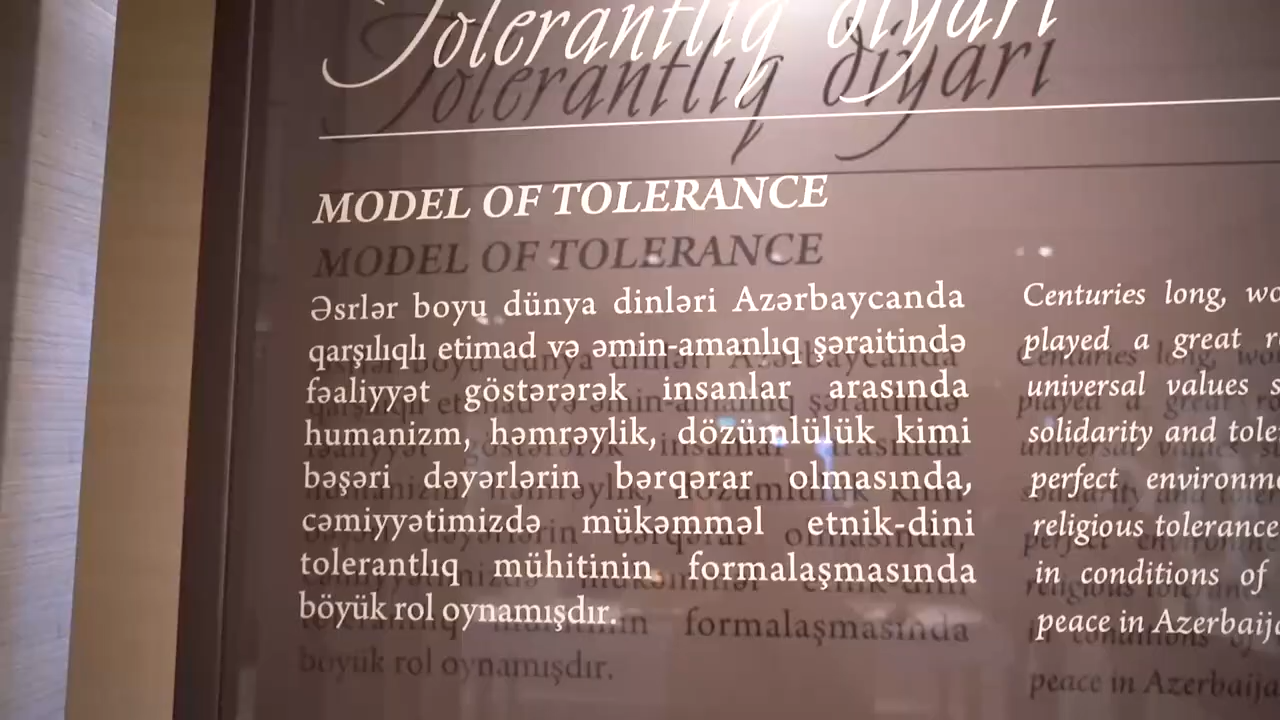 Tolerantlıq diyarı
MODEL OF TOLERANCE
Əsrlər boyu dünya dinləri Azərbaycanda
qarşılıqlı etimad və əmin-amanlıq şəraitində
fəaliyyət göstərərək insanlar arasında
humanizm, həmrəylik, dözümlülük kimi
bəşəri dəyərlərin bərqərar olmasında,
cəmiyyətimizdə mükəmməl etnik-dini
tolerantlıq mühitinin formalaşmasında
böyük rol oynamışdır.
Centuries long,
played a great
universal values
solidarity and
perfect
religious tolerance
in conditions of
peace in